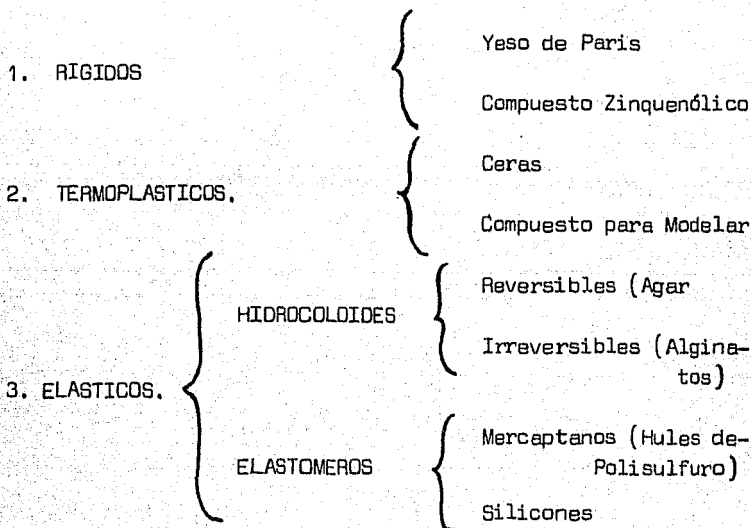 1. RIGIDOS
Yeso de Paris
Compuesto Zinquenólico
2. TERMOPLASTICOS.
Ceras
Compuesto para Modelar
3. ELASTICOS.
HIDROCOLOIDES
Reversibles (Agar
Irreversibles (Algina-
tos)
ELASTOMEROS
Mercaptanos (Hules de-
Polisulfuro)
Silicones